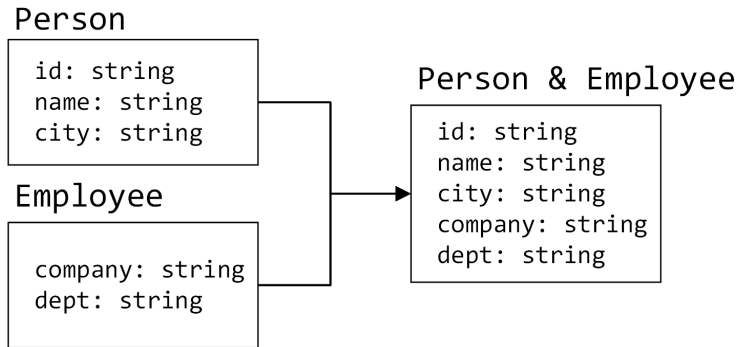 Person
id: string
name: string
city: string
Employee
company: string
dept: string
Person & Employee
id: string
name: string
city: string
company: string
dept: string